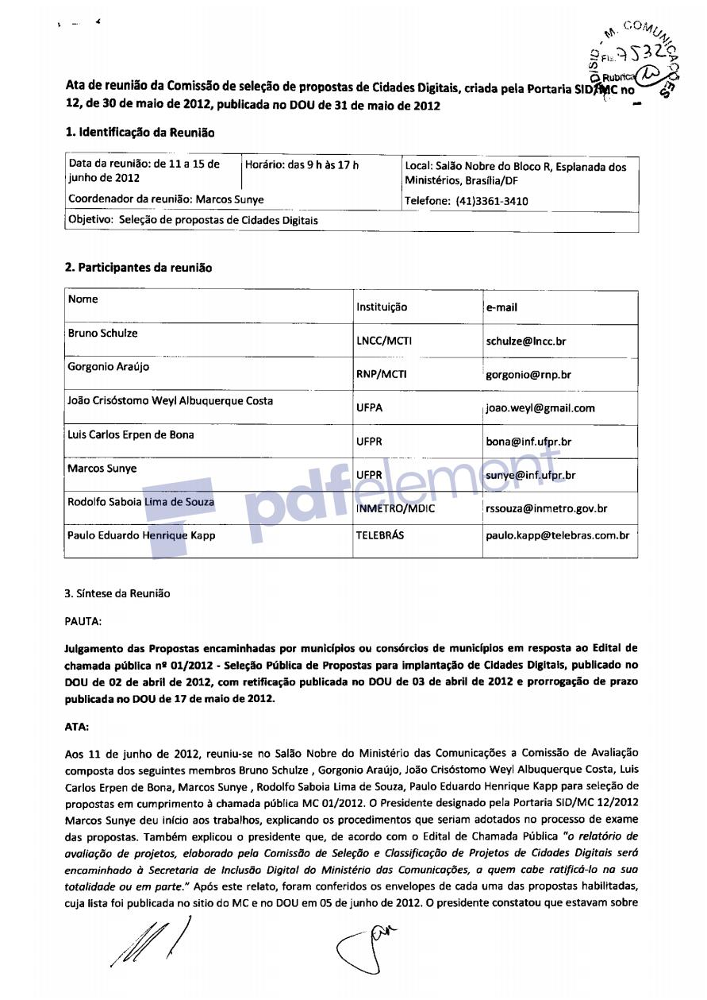 M. COMUNICAÇÕES
DISID -
Fls. 7532
Rubrica
Ata de reunião da Comissão de seleção de propostas de Cidades Digitais, criada pela Portaria SID/MC no
12, de 30 de maio de 2012, publicada no DOU de 31 de maio de 2012
1. Identificação da Reunião
Data da reunião: de 11 a 15 de
junho de 2012
Horário: das 9 h às 17 h
Local: Salão Nobre do Bloco R, Esplanada dos
Ministérios, Brasília/DF
Coordenador da reunião: Marcos Sunye
Telefone: (41)3361-3410
Objetivo: Seleção de propostas de Cidades Digitais
2. Participantes da reunião
Nome Instituição e-mail
Bruno Schulze LNCC/MCTI schulze@lncc.br
Gorgonio Araújo RNP/MCTI gorgonio@rnp.br
João Crisóstomo Weyl Albuquerque Costa UFPA joao.weyl@gmail.com
Luis Carlos Erpen de Bona UFPR bona@inf.ufpr.br
Marcos Sunye UFPR sunye@inf.ufpr.br
Rodolfo Saboia Lima de Souza INMETRO/MDIC rssouza@inmetro.gov.br
Paulo Eduardo Henrique Kapp TELEBRÁS paulo.kapp@telebras.com.br
pdfelement
3. Síntese da Reunião
PAUTA:
Julgamento das Propostas encaminhadas por municípios ou consórcios de municípios em resposta ao Edital de
chamada pública nº 01/2012 - Seleção Pública de Propostas para implantação de Cidades Digitais, publicado no
DOU de 02 de abril de 2012, com retificação publicada no DOU de 03 de abril de 2012 e prorrogação de prazo
publicada no DOU de 17 de maio de 2012.
ATA:
Aos 11 de junho de 2012, reuniu-se no Salão Nobre do Ministério das Comunicações a Comissão de Avaliação
composta dos seguintes membros Bruno Schulze , Gorgonio Araújo, João Crisóstomo Weyl Albuquerque Costa, Luis
Carlos Erpen de Bona, Marcos Sunye , Rodolfo Saboia Lima de Souza, Paulo Eduardo Henrique Kapp para seleção de
propostas em cumprimento à chamada pública MC 01/2012. O Presidente designado pela Portaria SID/MC 12/2012
Marcos Sunye deu início aos trabalhos, explicando os procedimentos que seriam adotados no processo de exame
das propostas. Também explicou o presidente que, de acordo com o Edital de Chamada Pública "o relatório de
avaliação de projetos, elaborado pela Comissão de Seleção e Classificação de Projetos de Cidades Digitais será
encaminhado à Secretaria de Inclusão Digital do Ministério das Comunicações, a quem cabe ratificá-lo na sua
totalidade ou em parte." Após este relato, foram conferidos os envelopes de cada uma das propostas habilitadas,
cuja lista foi publicada no sitio do MC e no DOU em 05 de junho de 2012. O presidente constatou que estavam sobre